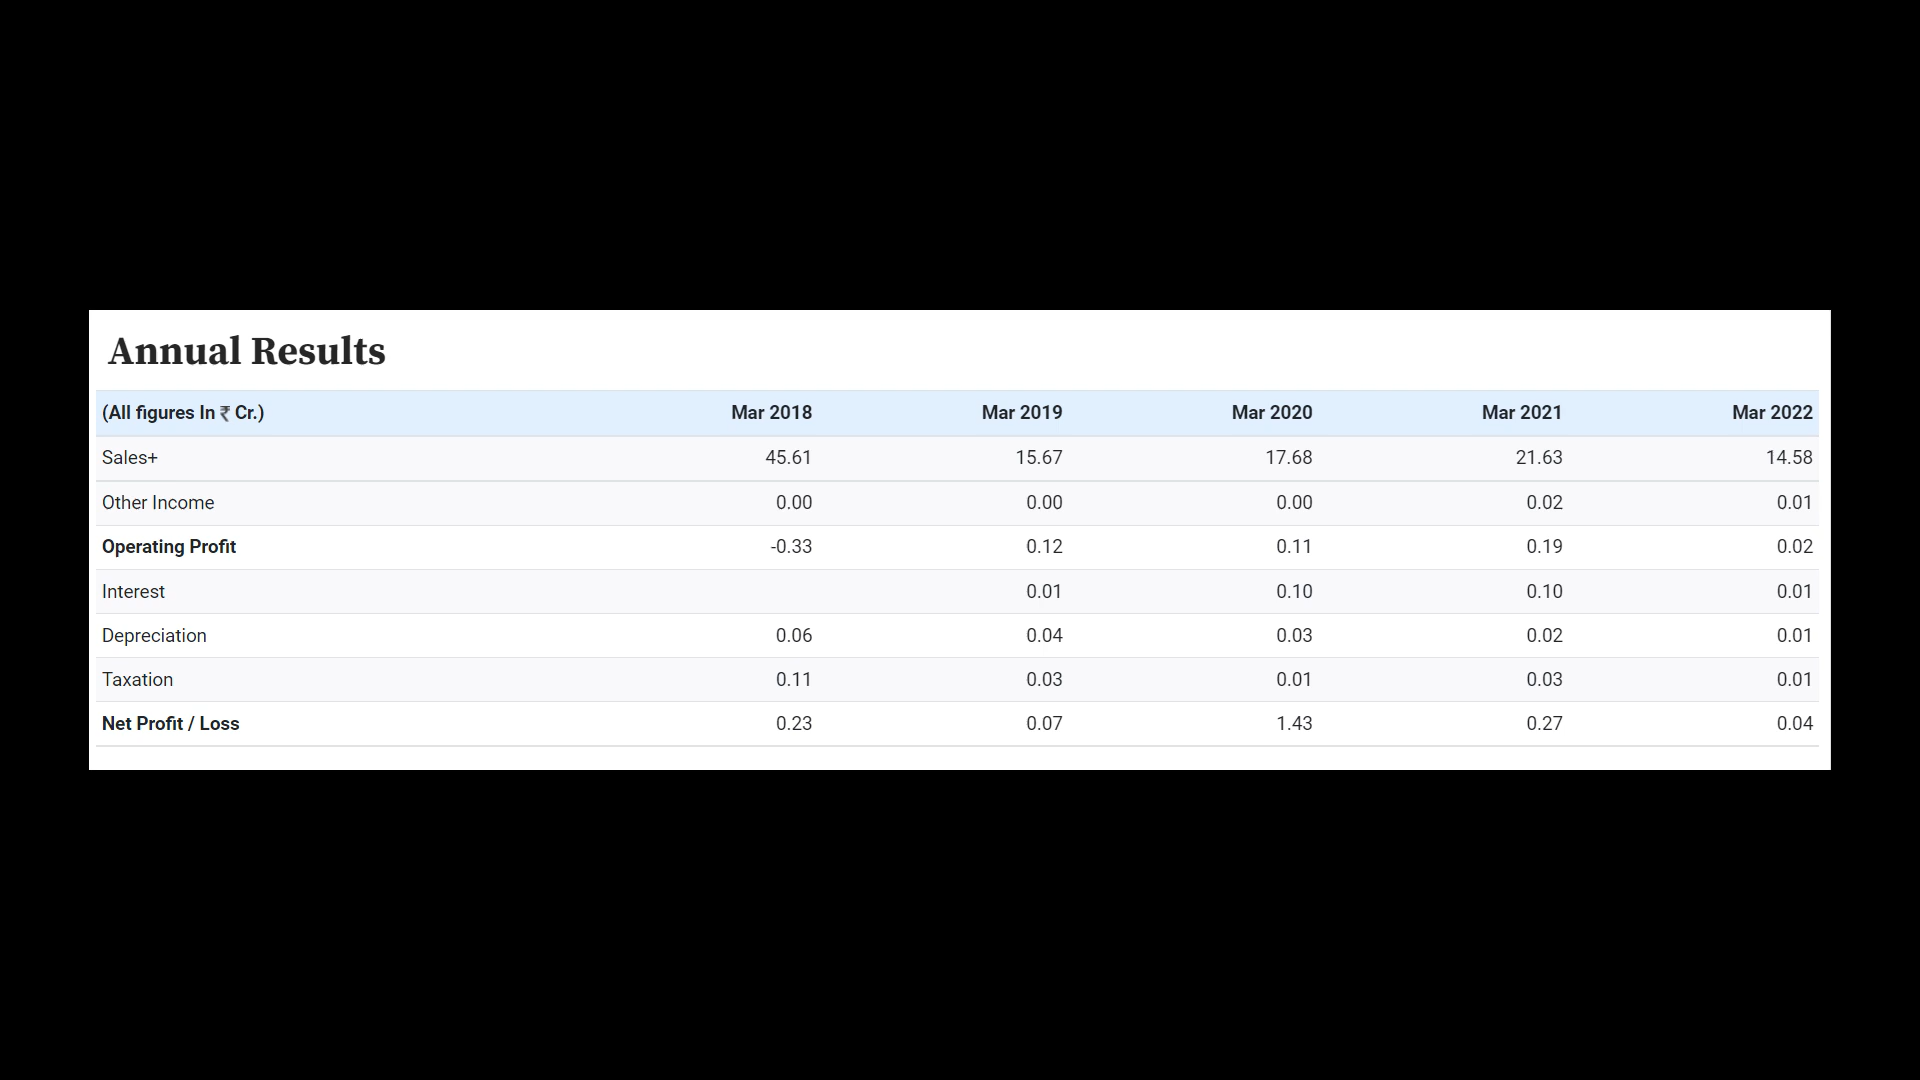 Annual Results
(All figures In ₹ Cr.) Mar 2018 Mar 2019 Mar 2020 Mar 2021 Mar 2022
Sales+ 45.61 15.67 17.68 21.63 14.58
Other Income 0.00 0.00 0.00 0.02 0.01
Operating Profit -0.33 0.12 0.11 0.19 0.02
Interest 0.01 0.10 0.10 0.01
Depreciation 0.06 0.04 0.03 0.02 0.01
Taxation 0.11 0.03 0.01 0.03 0.01
Net Profit / Loss 0.23 0.07 1.43 0.27 0.04